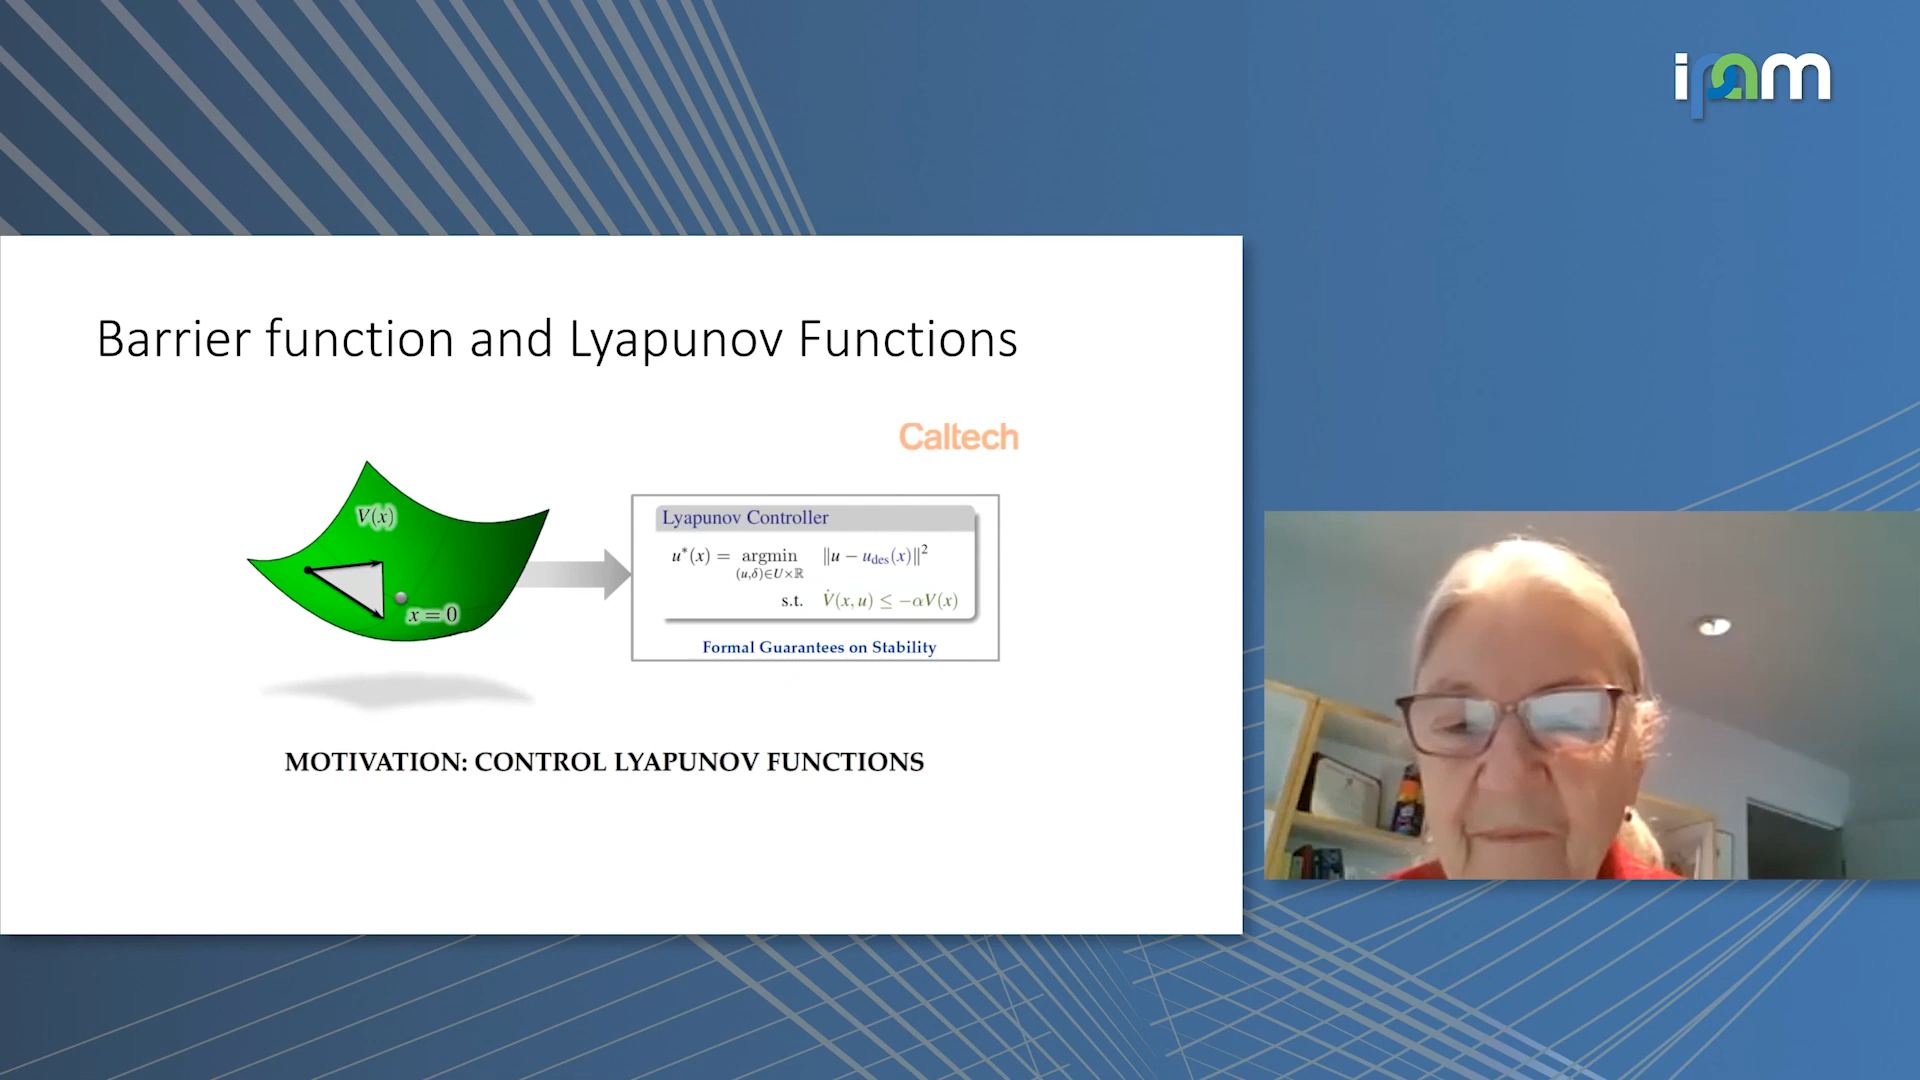 ipam
Barrier function and Lyapunov Functions
Caltech
V(x)
x = 0
Lyapunov Controller
u*(x) = argmin ‖u − u_des(x)‖²
(u,δ)∈U×ℝ
s.t. V̇(x, u) ≤ −αV(x)
Formal Guarantees on Stability
MOTIVATION: CONTROL LYAPUNOV FUNCTIONS